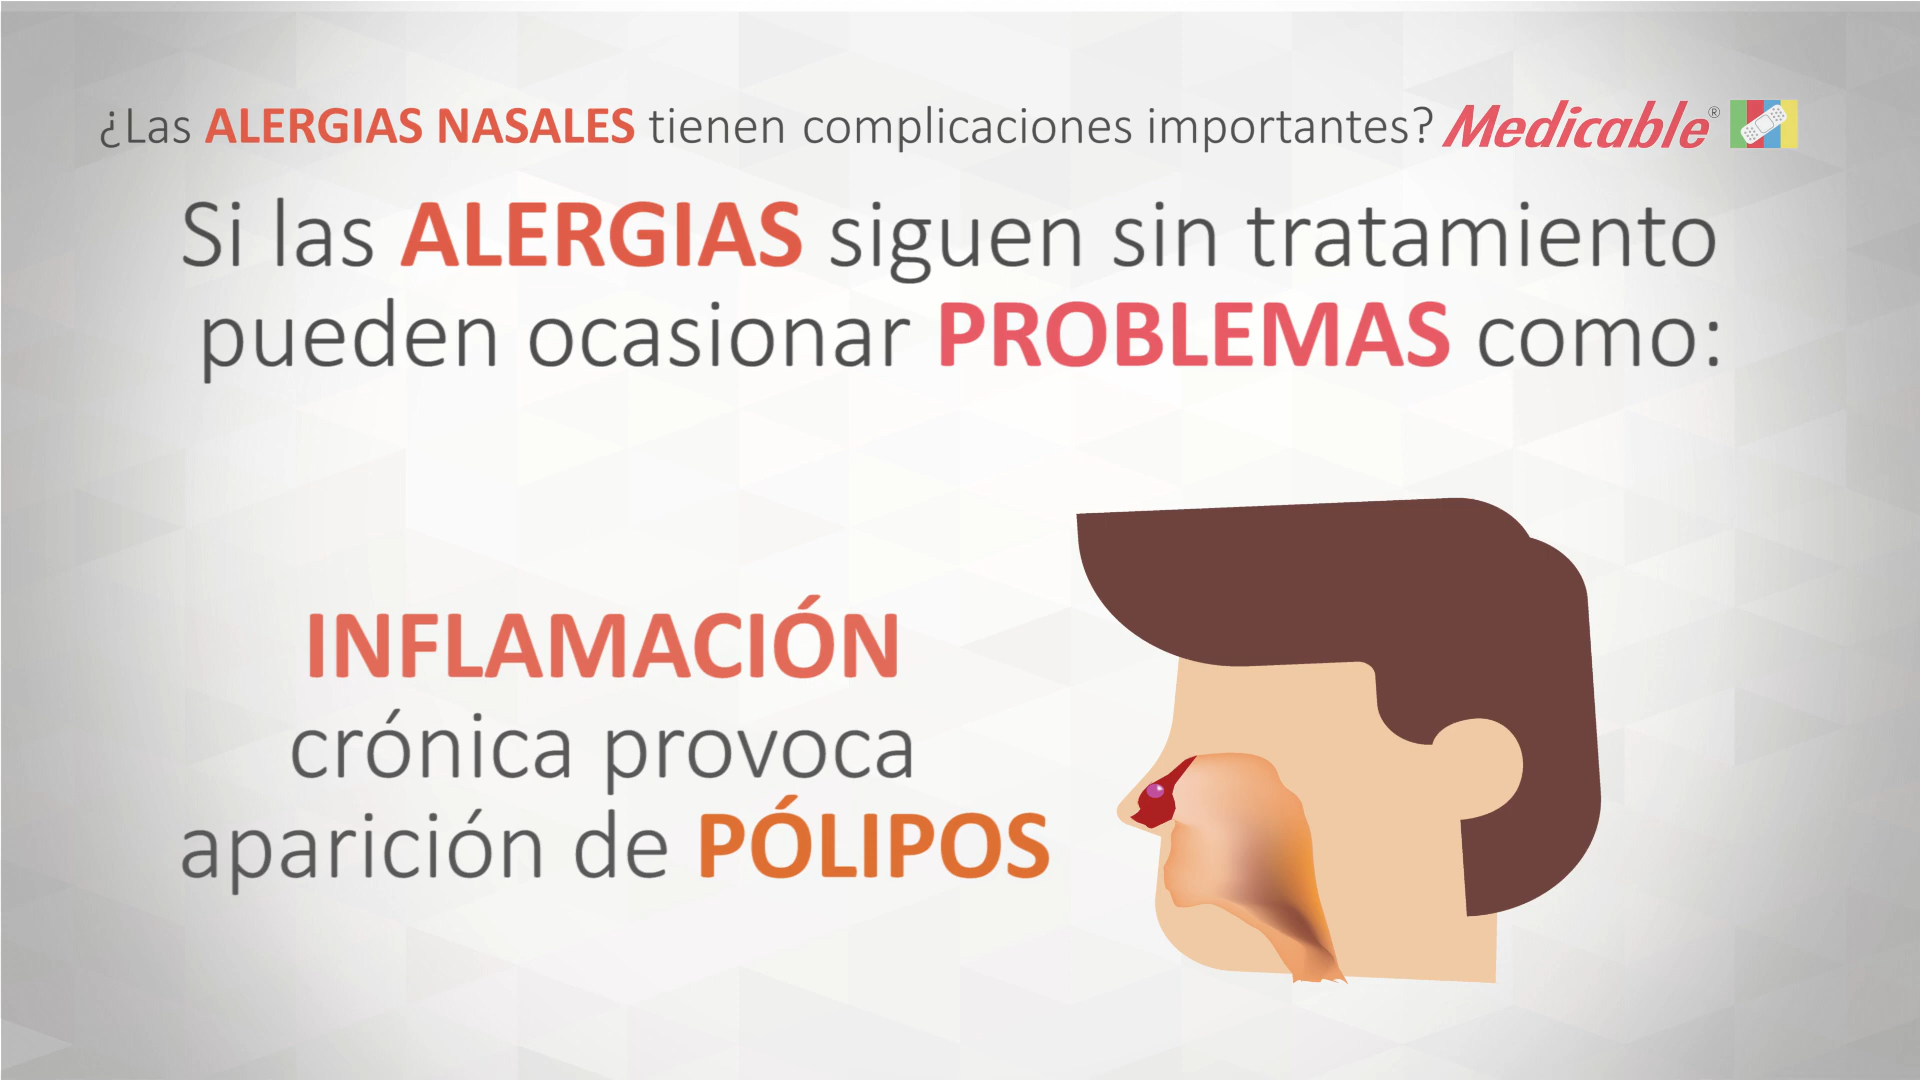 ¿Las ALERGIAS NASALES tienen complicaciones importantes? Medicable®
Si las ALERGIAS siguen sin tratamiento
pueden ocasionar PROBLEMAS como:
INFLAMACIÓN
crónica provoca
aparición de PÓLIPOS